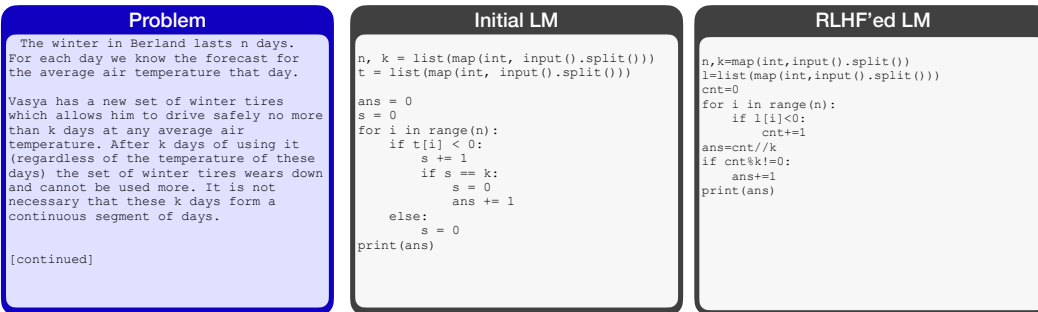 Problem
The winter in Berland lasts n days.
For each day we know the forecast for
the average air temperature that day.
Vasya has a new set of winter tires
which allows him to drive safely no more
than k days at any average air
temperature. After k days of using it
(regardless of the temperature of these
days) the set of winter tires wears down
and cannot be used more. It is not
necessary that these k days form a
continuous segment of days.
[continued]
Initial LM
n, k = list(map(int, input().split()))
t = list(map(int, input().split()))
ans = 0
s = 0
for i in range(n):
    if t[i] < 0:
        s += 1
        if s == k:
            s = 0
            ans += 1
    else:
        s = 0
print(ans)
RLHF'ed LM
n,k=map(int,input().split())
l=list(map(int,input().split()))
cnt=0
for i in range(n):
    if l[i]<0:
        cnt+=1
ans=cnt//k
if cnt%k!=0:
    ans+=1
print(ans)